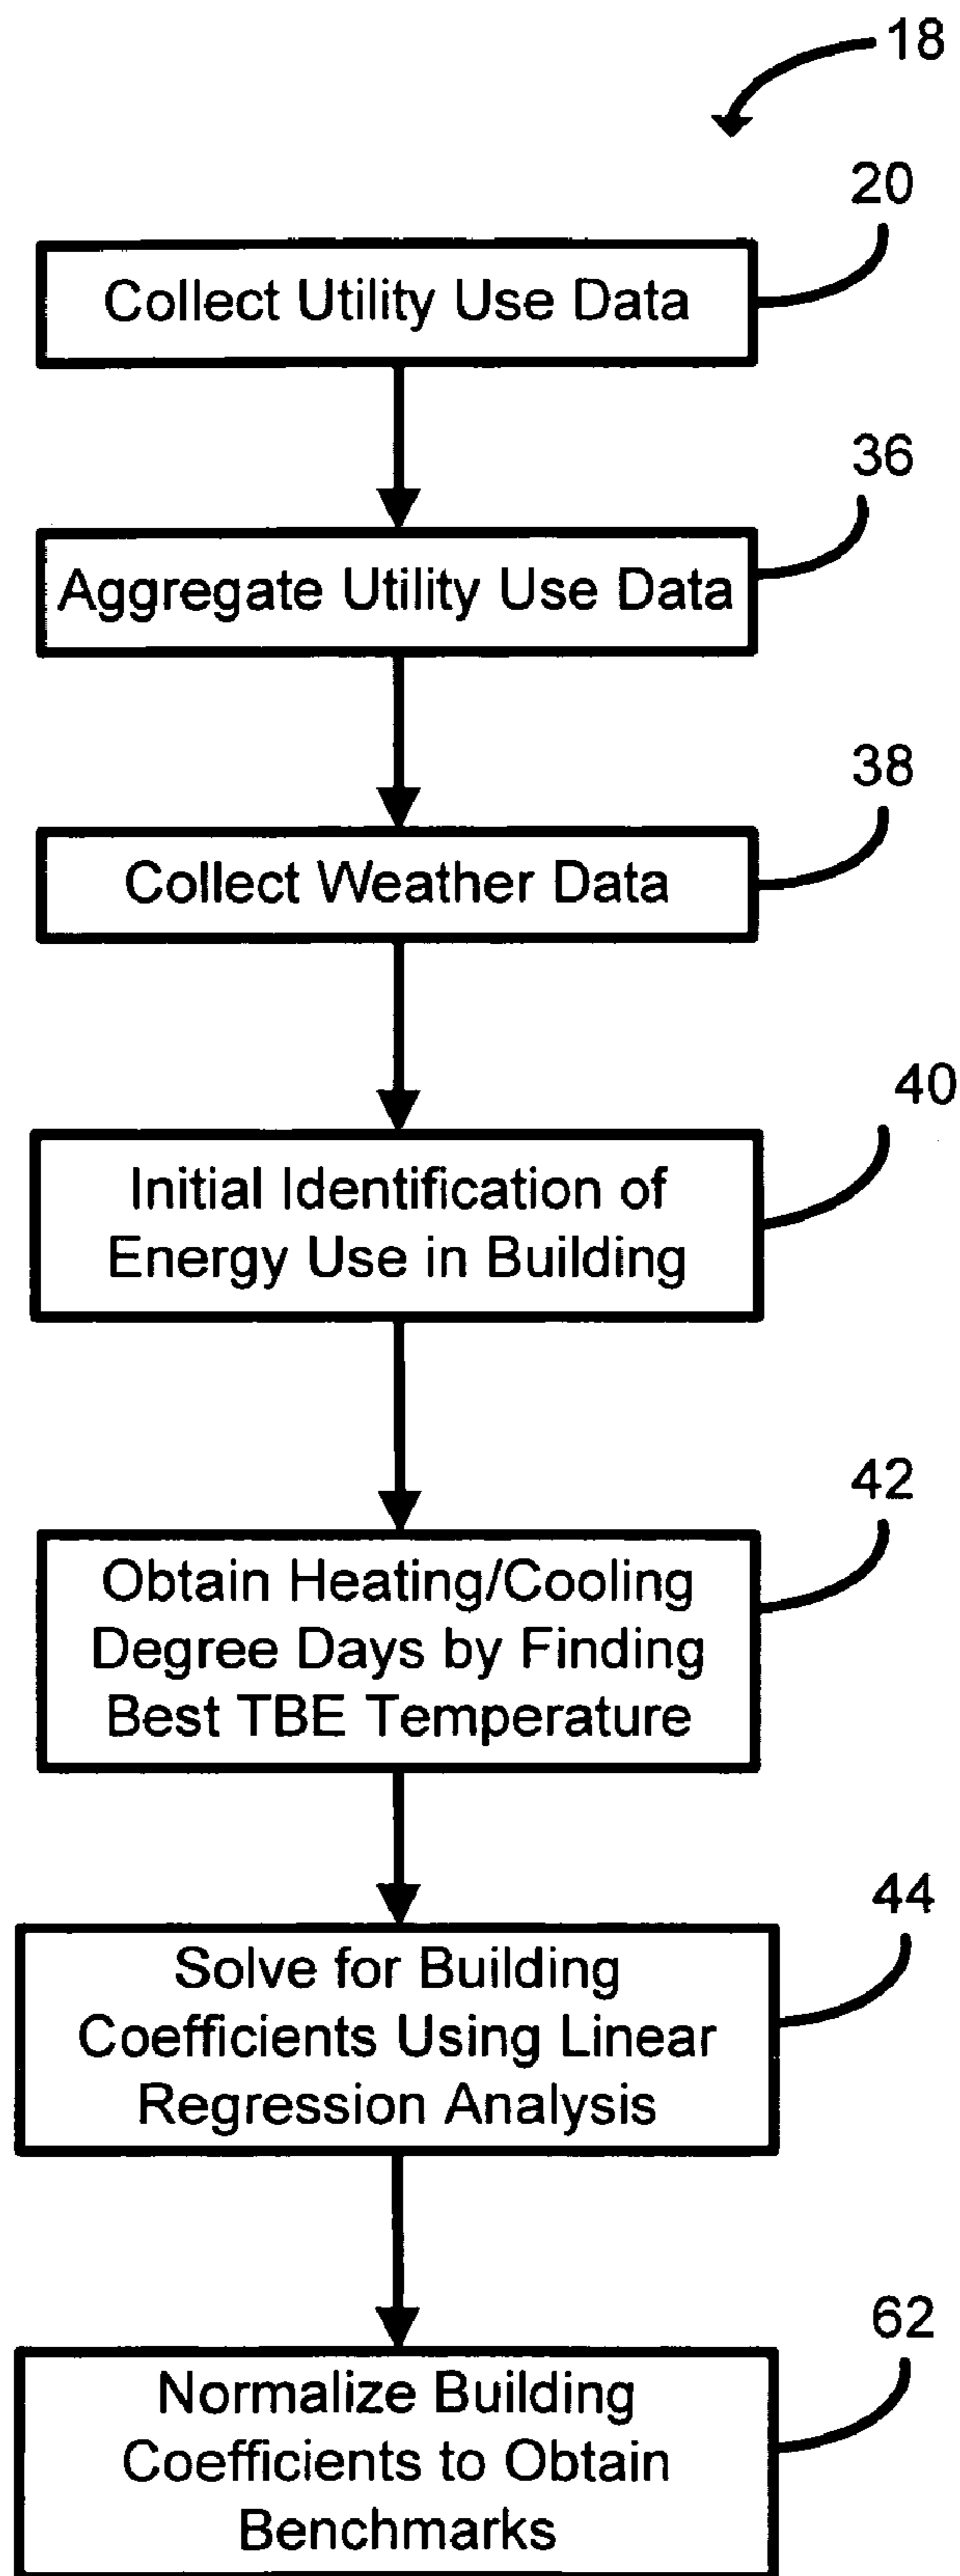 18
20
Collect Utility Use Data
36
Aggregate Utility Use Data
38
Collect Weather Data
40
Initial Identification of
Energy Use in Building
42
Obtain Heating/Cooling
Degree Days by Finding
Best TBE Temperature
44
Solve for Building
Coefficients Using Linear
Regression Analysis
62
Normalize Building
Coefficients to Obtain
Benchmarks